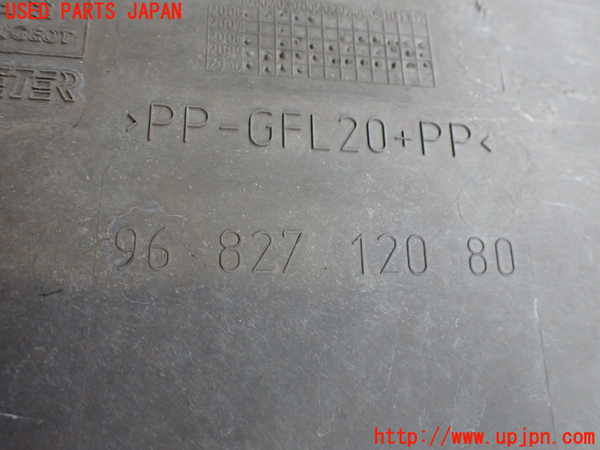 USED PARTS JAPAN
>PP-GFL20+PP<
96 827 120 80
http://www.upjpn.com/